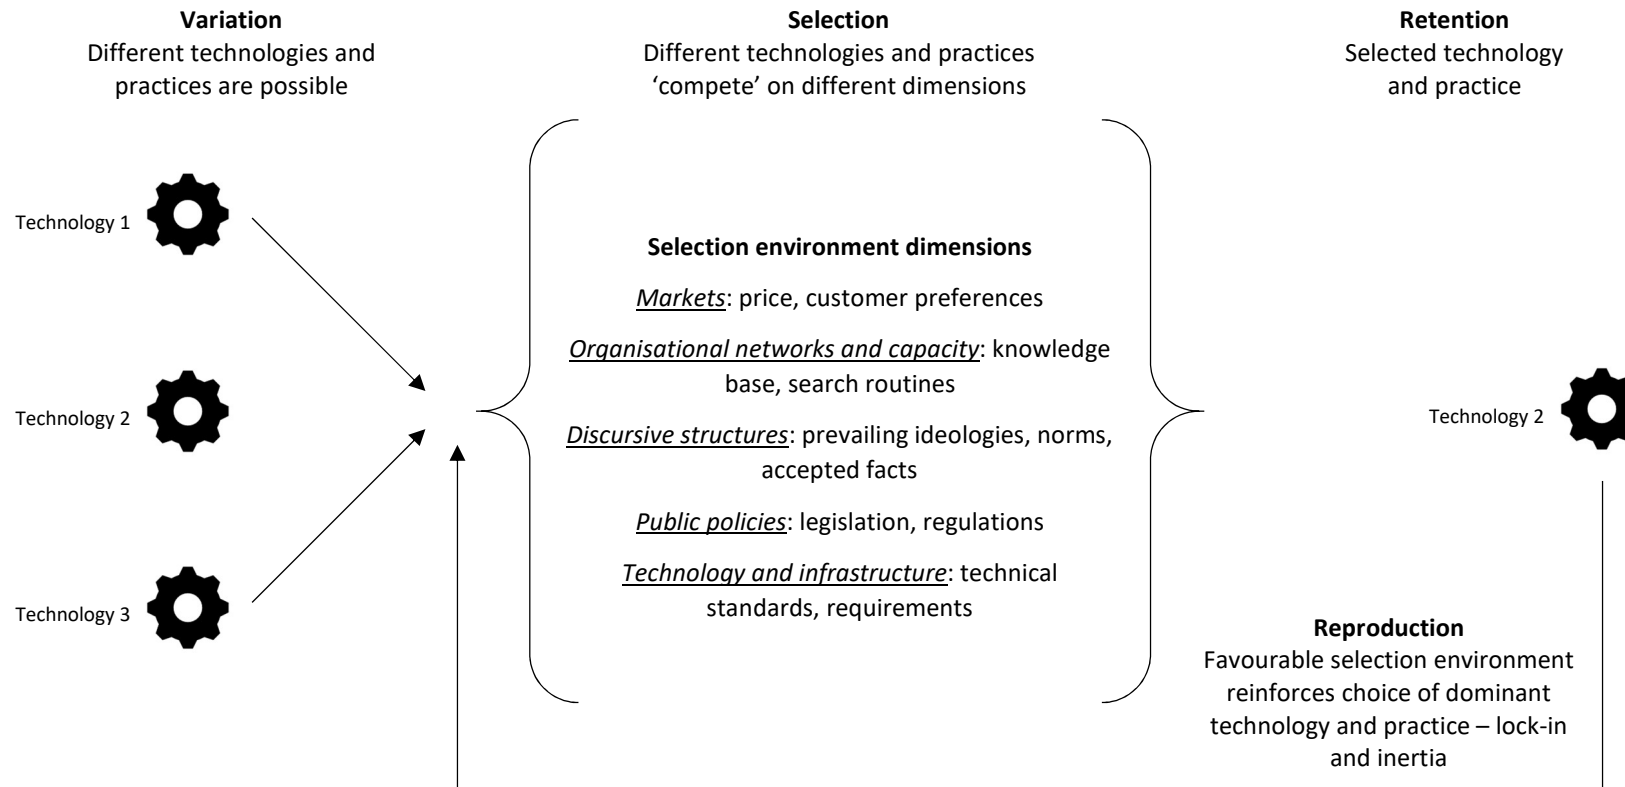 Variation
Different technologies and
practices are possible
Selection
Different technologies and practices
‘compete’ on different dimensions
Retention
Selected technology
and practice
Technology 1
Technology 2
Technology 3
Selection environment dimensions
Markets: price, customer preferences
Organisational networks and capacity: knowledge
base, search routines
Discursive structures: prevailing ideologies, norms,
accepted facts
Public policies: legislation, regulations
Technology and infrastructure: technical
standards, requirements
Technology 2
Reproduction
Favourable selection environment
reinforces choice of dominant
technology and practice – lock-in
and inertia